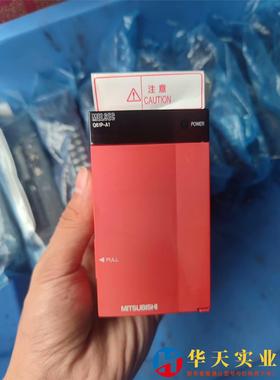 注意
CAUTION
MELSEC
Q61P-A1
POWER
PULL
MITSUBISHI
华天实业